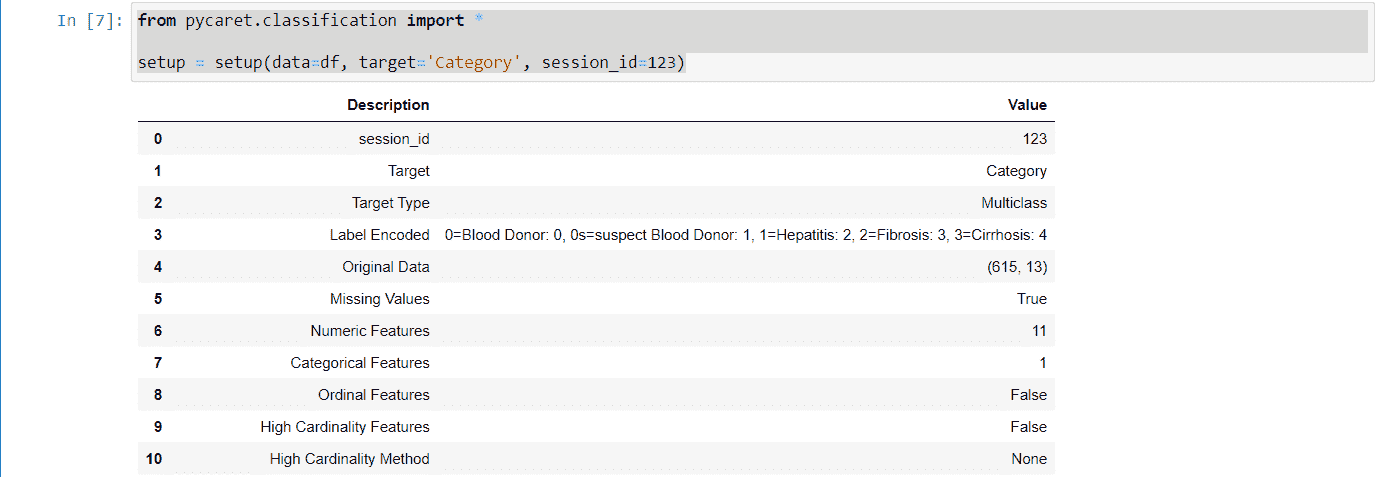 In [7]: from pycaret.classification import *
setup = setup(data=df, target='Category', session_id=123)
Description Value
0 session_id 123
1 Target Category
2 Target Type Multiclass
3 Label Encoded 0=Blood Donor: 0, 0s=suspect Blood Donor: 1, 1=Hepatitis: 2, 2=Fibrosis: 3, 3=Cirrhosis: 4
4 Original Data (615, 13)
5 Missing Values True
6 Numeric Features 11
7 Categorical Features 1
8 Ordinal Features False
9 High Cardinality Features False
10 High Cardinality Method None